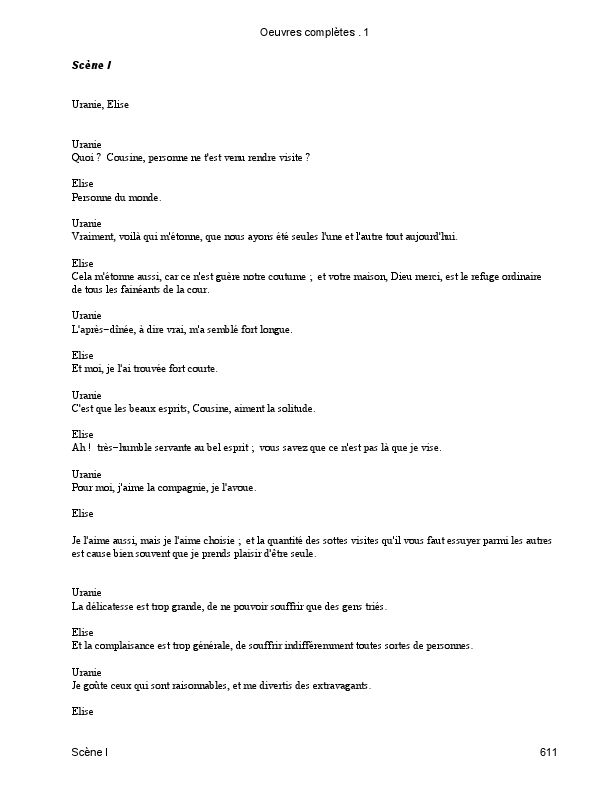 Oeuvres complètes . 1
Scène I
Uranie, Elise
Uranie
Quoi ? Cousine, personne ne t'est venu rendre visite ?
Elise
Personne du monde.
Uranie
Vraiment, voilà qui m'étonne, que nous ayons été seules l'une et l'autre tout aujourd'hui.
Elise
Cela m'étonne aussi, car ce n'est guère notre coutume ; et votre maison, Dieu merci, est le refuge ordinaire
de tous les fainéants de la cour.
Uranie
L'après-dînée, à dire vrai, m'a semblé fort longue.
Elise
Et moi, je l'ai trouvée fort courte.
Uranie
C'est que les beaux esprits, Cousine, aiment la solitude.
Elise
Ah ! très-humble servante au bel esprit ; vous savez que ce n'est pas là que je vise.
Uranie
Pour moi, j'aime la compagnie, je l'avoue.
Elise
Je l'aime aussi, mais je l'aime choisie ; et la quantité des sottes visites qu'il vous faut essuyer parmi les autres
est cause bien souvent que je prends plaisir d'être seule.
Uranie
La délicatesse est trop grande, de ne pouvoir souffrir que des gens triés.
Elise
Et la complaisance est trop générale, de souffrir indifféremment toutes sortes de personnes.
Uranie
Je goûte ceux qui sont raisonnables, et me divertis des extravagants.
Elise
Scène I 611